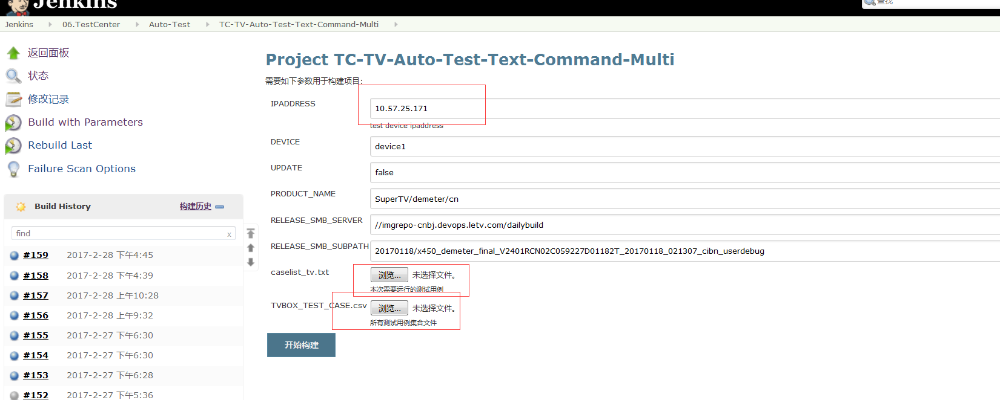 Jenkins
查找
Jenkins 06.TestCenter Auto-Test TC-TV-Auto-Test-Text-Command-Multi
返回面板
状态
修改记录
Build with Parameters
Rebuild Last
Failure Scan Options
Build History 构建历史
find x
#159 2017-2-28 下午4:45
#158 2017-2-28 下午4:39
#157 2017-2-28 上午10:28
#156 2017-2-28 上午9:32
#155 2017-2-27 下午6:30
#154 2017-2-27 下午6:30
#153 2017-2-27 下午6:28
#152 2017-2-27 下午5:36
Project TC-TV-Auto-Test-Text-Command-Multi
需要如下参数用于构建项目:
IPADDRESS 10.57.25.171
test device ipaddress
DEVICE device1
UPDATE false
PRODUCT_NAME SuperTV/demeter/cn
RELEASE_SMB_SERVER //imgrepo-cnbj.devops.letv.com/dailybuild
RELEASE_SMB_SUBPATH 20170118/x450_demeter_final_V2401RCN02C059227D01182T_20170118_021307_cibn_userdebug
caselist_tv.txt 浏览... 未选择文件。
本次需要运行的测试用例
TVBOX_TEST_CASE.csv 浏览... 未选择文件。
所有测试用例集合文件
开始构建